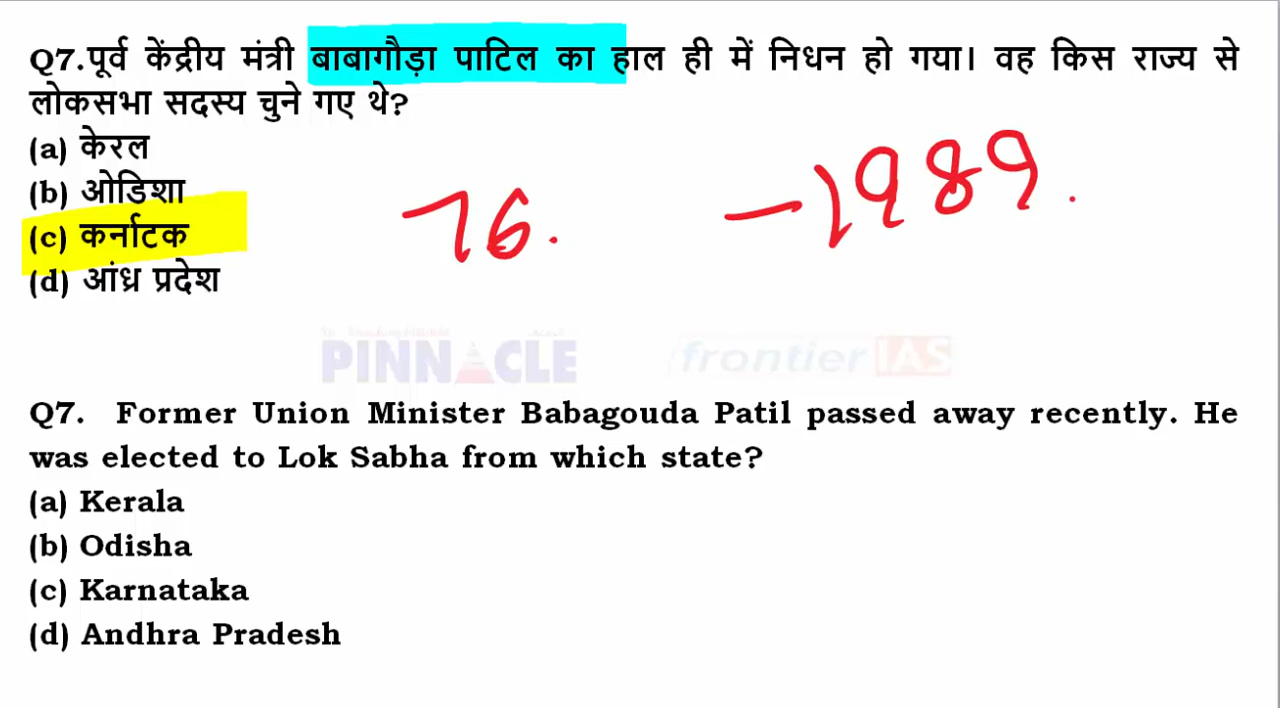 Q7.पूर्व केंद्रीय मंत्री बाबागौड़ा पाटिल का हाल ही में निधन हो गया। वह किस राज्य से
लोकसभा सदस्य चुने गए थे?
(a) केरल
(b) ओडिशा
(c) कर्नाटक
(d) आंध्र प्रदेश
76.
-1989.
PINNACLE
frontier IAS
Q7. Former Union Minister Babagouda Patil passed away recently. He
was elected to Lok Sabha from which state?
(a) Kerala
(b) Odisha
(c) Karnataka
(d) Andhra Pradesh